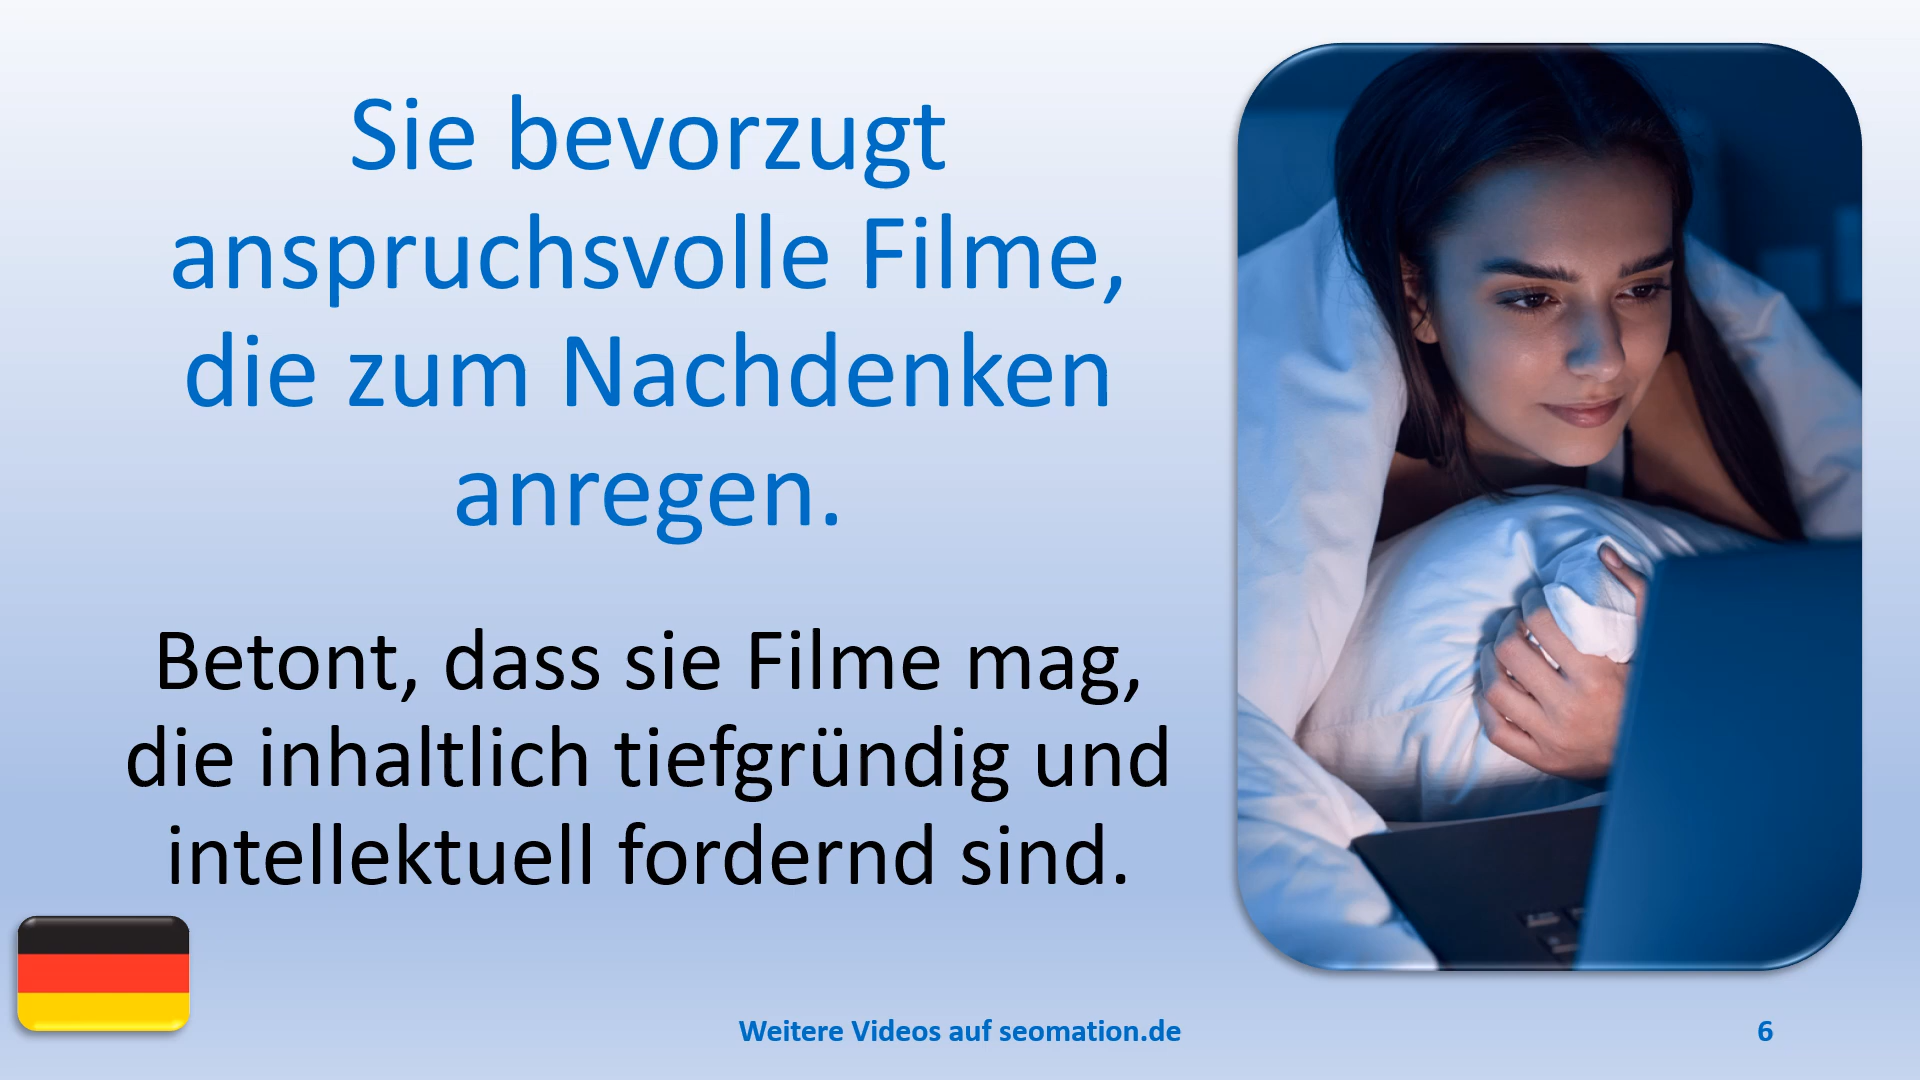 Sie bevorzugt
anspruchsvolle Filme,
die zum Nachdenken
anregen.
Betont, dass sie Filme mag,
die inhaltlich tiefgründig und
intellektuell fordernd sind.
Weitere Videos auf seomation.de
6